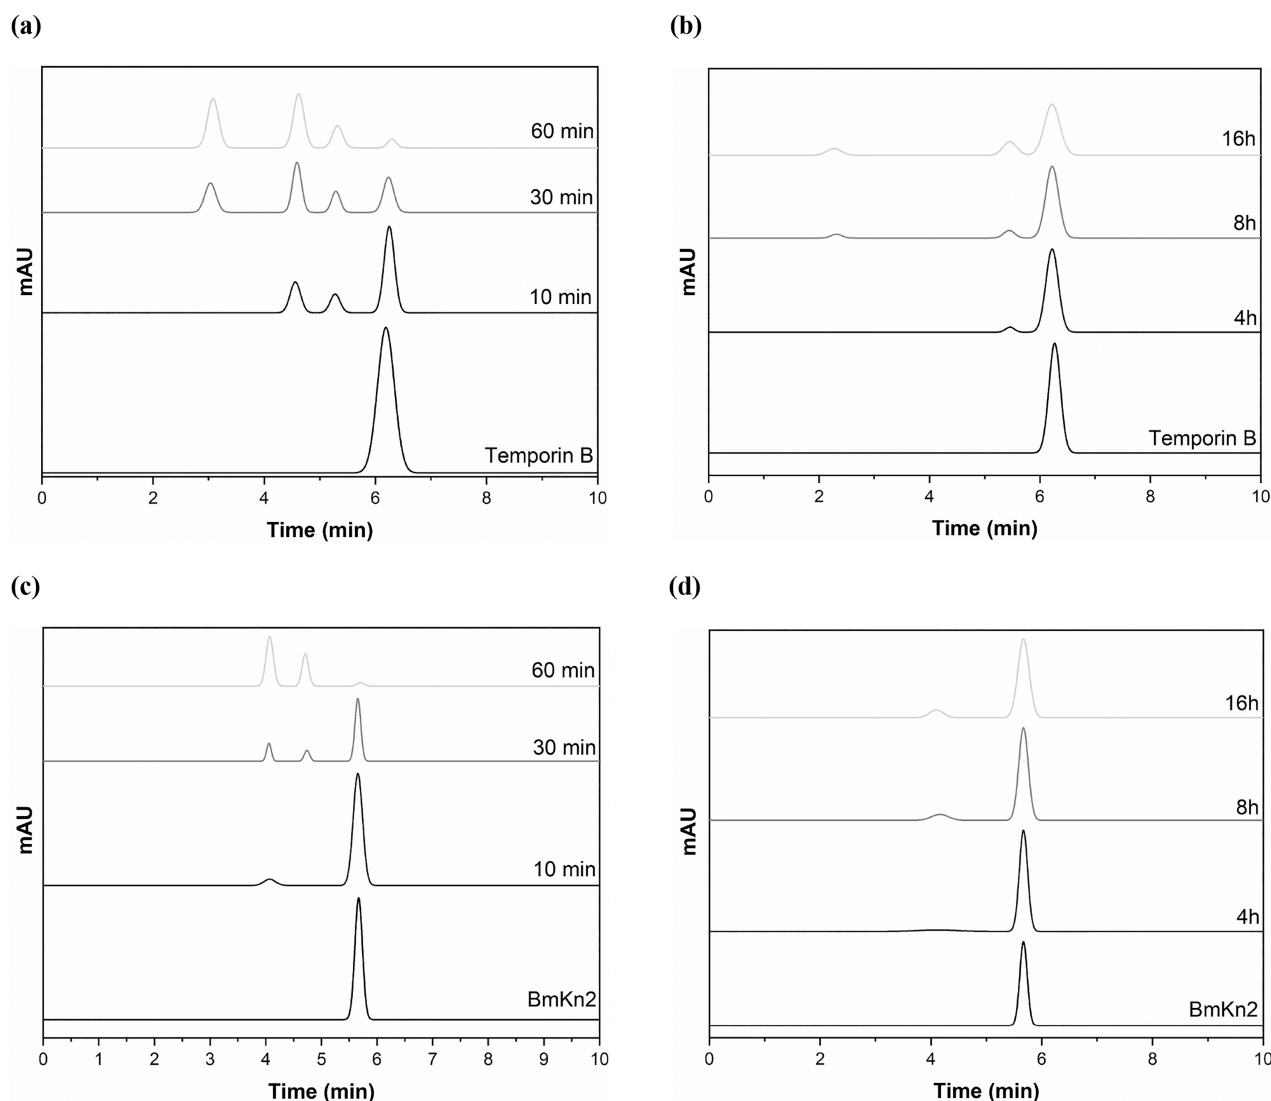 (a)
60 min
30 min
10 min
Temporin B
mAU
0 2 4 6 8 10
Time (min)
(b)
16h
8h
4h
Temporin B
mAU
0 2 4 6 8 10
Time (min)
(c)
60 min
30 min
10 min
BmKn2
mAU
0 1 2 3 4 5 6 7 8 9 10
Time (min)
(d)
16h
8h
4h
BmKn2
mAU
0 2 4 6 8 10
Time (min)